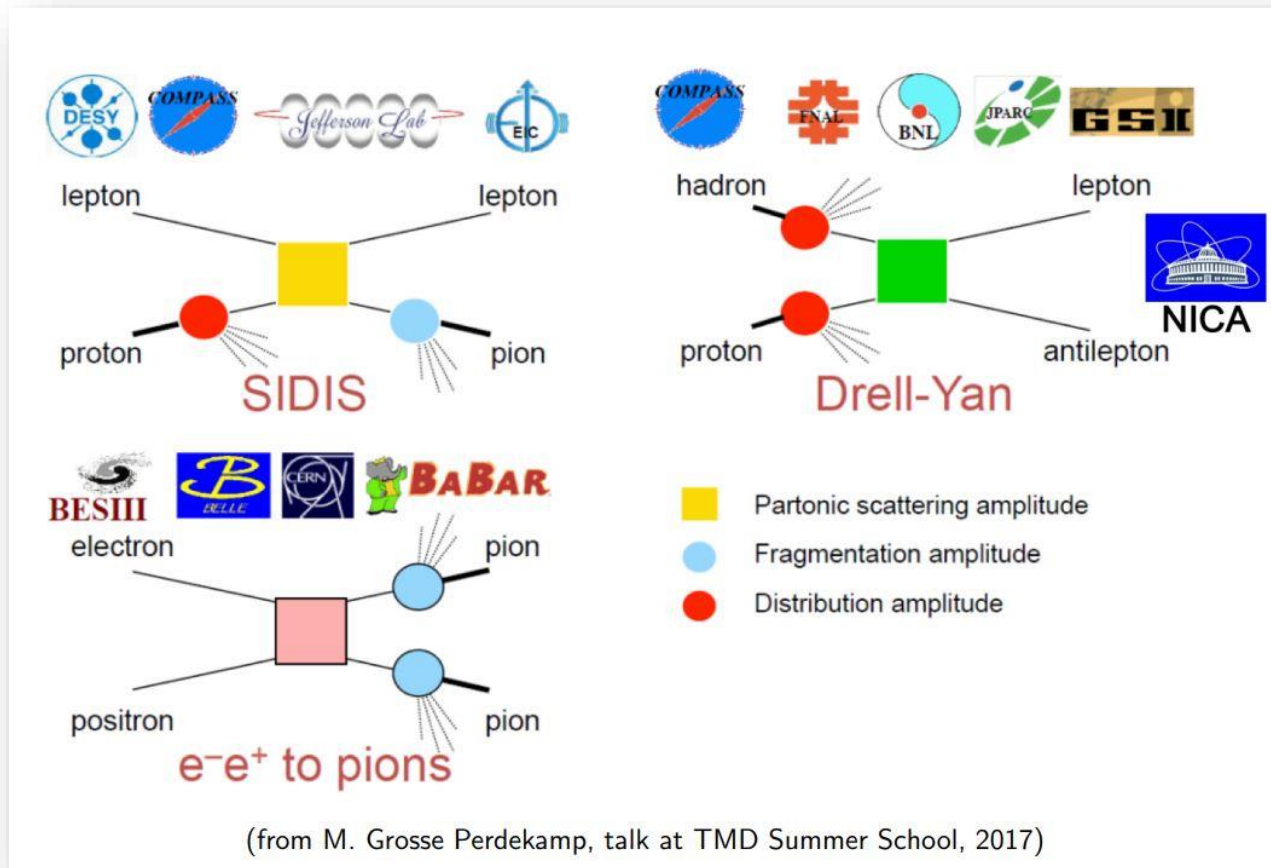 DESY
COMPASS
Jefferson Lab
EIC
lepton
lepton
proton
pion
SIDIS
COMPASS
FNAL
BNL
JPARC
GSI
hadron
lepton
NICA
proton
antilepton
Drell-Yan
BESIII
B
BELLE
CERN
BABAR
electron
pion
positron
pion
e⁻e⁺ to pions
Partonic scattering amplitude
Fragmentation amplitude
Distribution amplitude
(from M. Grosse Perdekamp, talk at TMD Summer School, 2017)